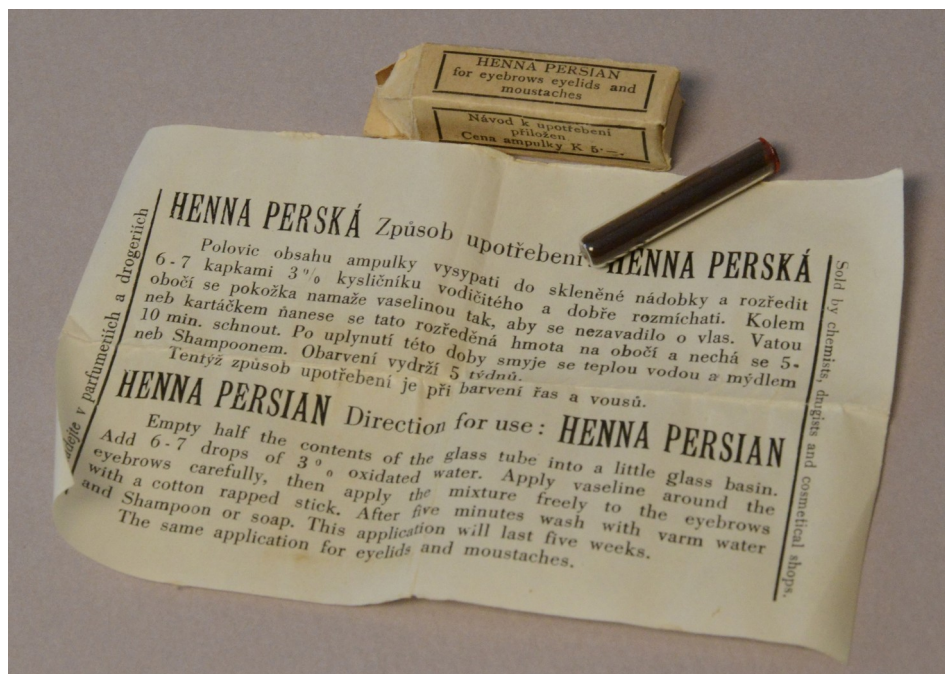 HENNA PERSIAN
for eyebrows eyelids and
moustaches
Návod k upotřebení
přiložen
Cena ampulky K 5·—.
HENNA PERSKÁ Způsob upotřebení: HENNA PERSKÁ
Polovic obsahu ampulky vysypati do skleněné nádobky a rozředit
6-7 kapkami 3% kysličníku vodičitého a dobře rozmíchati. Kolem
obočí se pokožka namaže vaselinou tak, aby se nezavadilo o vlas. Vatou
neb kartáčkem ňanese se tato rozředěná hmota na obočí a nechá se 5-
10 min. schnout. Po uplynutí této doby smyje se teplou vodou a mýdlem
neb Shampoonem. Obarvení vydrží 5 týdnů.
Tentýž způsob upotřebení je při barvení řas a vousů.
HENNA PERSIAN Direction for use: HENNA PERSIAN
Empty half the contents of the glass tube into a little glass basin.
Add 6-7 drops of 3% oxidated water. Apply vaseline around the
eyebrows carefully, then apply the mixture freely to the eyebrows
with a cotton rapped stick. After five minutes wash with varm water
and Shampoon or soap. This application will last five weeks.
The same application for eyelids and moustaches.
v parfumeriích a drogeriích
Sold by chemists, drugists and cosmetical shops.